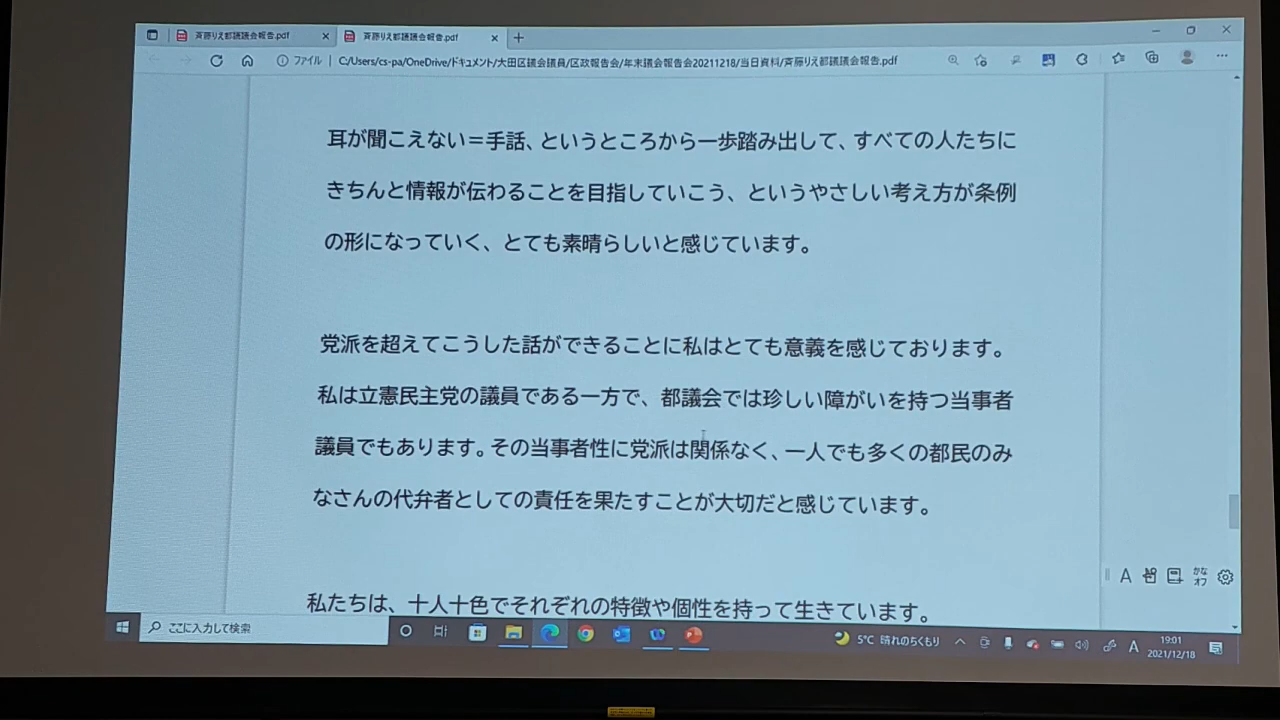 斉藤りえ都議議会報告.pdf
斉藤りえ都議議会報告.pdf
ファイル | C:/Users/cs-pa/OneDrive/ドキュメント/大田区議会議員/区政報告会/年末議会報告会20211218/当日資料/斉藤りえ都議議会報告.pdf
耳が聞こえない＝手話、というところから一歩踏み出して、すべての人たちに
きちんと情報が伝わることを目指していこう、というやさしい考え方が条例
の形になっていく、とても素晴らしいと感じています。
党派を超えてこうした話ができることに私はとても意義を感じております。
私は立憲民主党の議員である一方で、都議会では珍しい障がいを持つ当事者
議員でもあります。その当事者性に党派は関係なく、一人でも多くの都民のみ
なさんの代弁者としての責任を果たすことが大切だと感じています。
私たちは、十人十色でそれぞれの特徴や個性を持って生きています。
A かな
オフ
ここに入力して検索
5°C 晴れのちくもり
A
19:01
2021/12/18